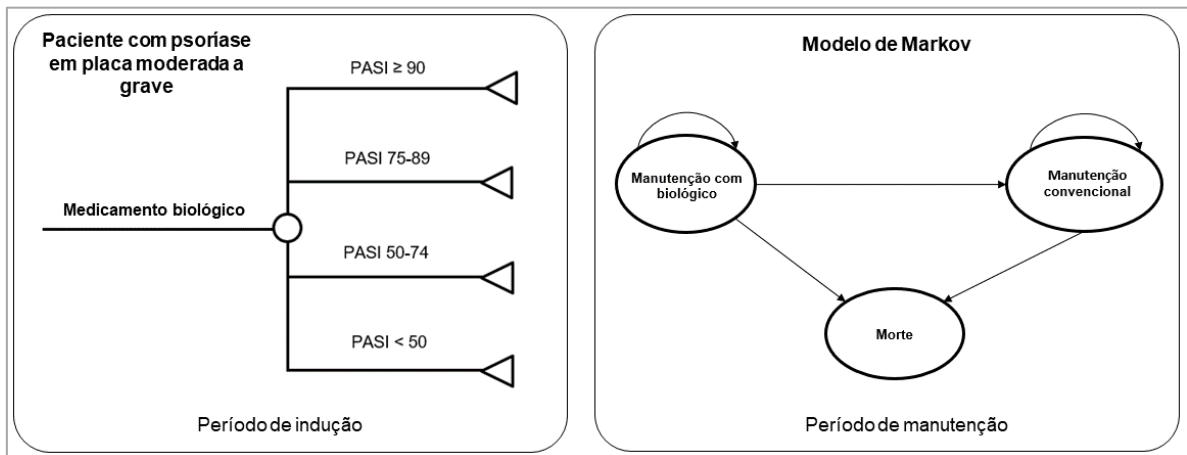 Paciente com psoríase
em placa moderada a
grave
PASI ≥ 90
PASI 75-89
Medicamento biológico
PASI 50-74
PASI < 50
Período de indução
Modelo de Markov
Manutenção com
biológico
Manutenção
convencional
Morte
Período de manutenção